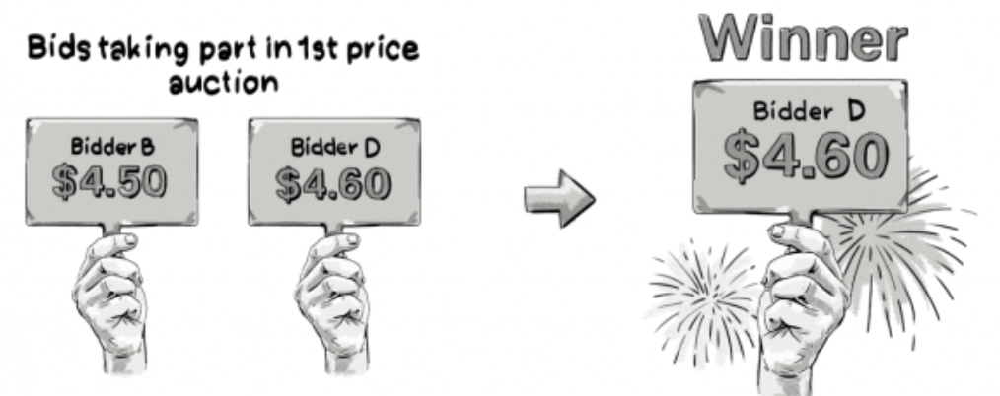 Bids taking part in 1st price
auction
Bidder B
$4.50
Bidder D
$4.60
Winner
Bidder D
$4.60